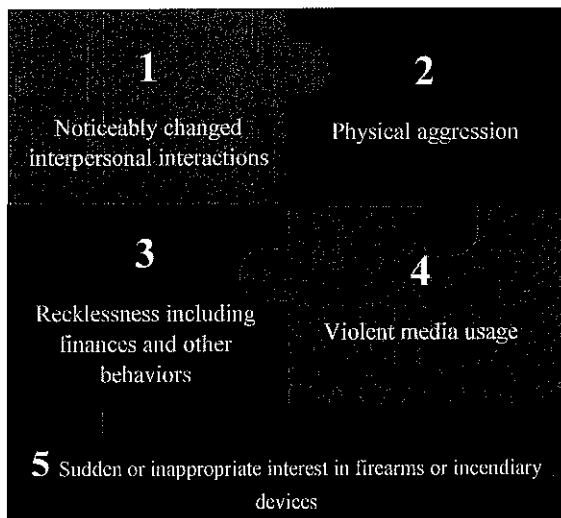 1
Noticeably changed
interpersonal interactions
2
Physical aggression
3
Recklessness including
finances and other
behaviors
4
Violent media usage
5 Sudden or inappropriate interest in firearms or incendiary
devices